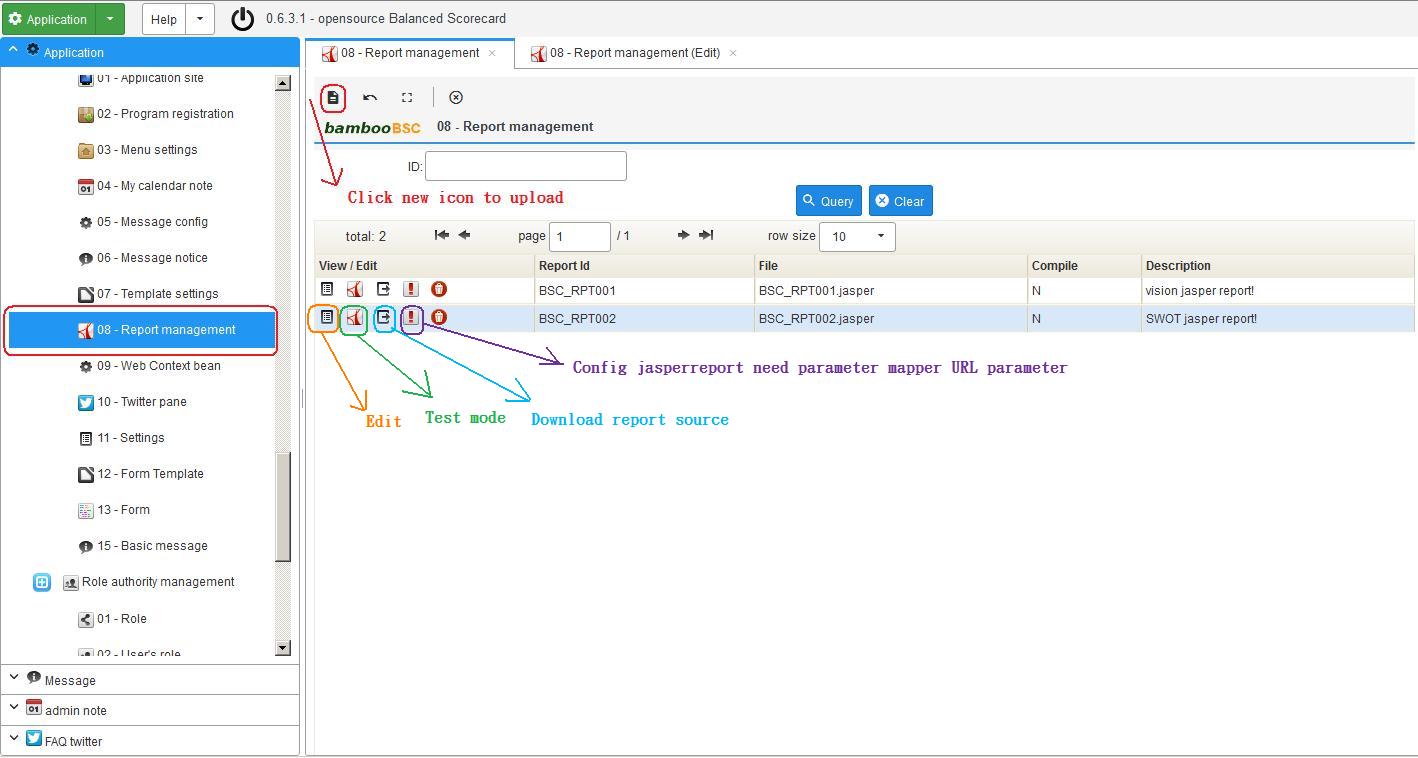 Application Help 0.6.3.1 - opensource Balanced Scorecard
Application
01 - Application site
02 - Program registration
03 - Menu settings
04 - My calendar note
05 - Message config
06 - Message notice
07 - Template settings
08 - Report management
09 - Web Context bean
10 - Twitter pane
11 - Settings
12 - Form Template
13 - Form
15 - Basic message
Role authority management
01 - Role
02 - User's role
Message
admin note
FAQ twitter
08 - Report management × 08 - Report management (Edit) ×
bambooBSC 08 - Report management
ID:
Click new icon to upload
Query Clear
total: 2 page 1 / 1 row size 10
View / Edit Report Id File Compile Description
BSC_RPT001 BSC_RPT001.jasper N vision jasper report!
BSC_RPT002 BSC_RPT002.jasper N SWOT jasper report!
Config jasperreport need parameter mapper URL parameter
Edit Test mode Download report source